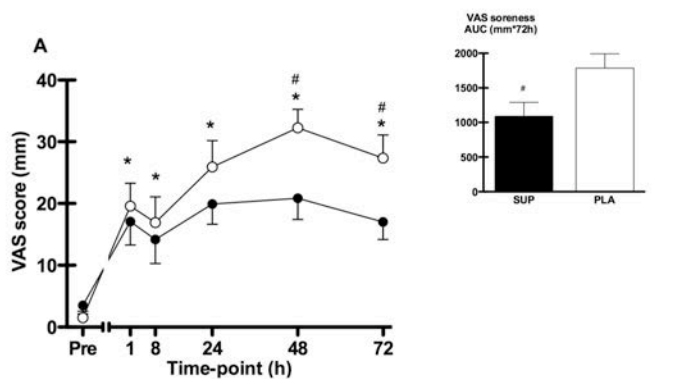 A
VAS score (mm)
40
30
20
10
0
*
*
*
#
*
#
*
Pre
1
8
24
48
72
Time-point (h)
VAS soreness
AUC (mm*72h)
2000
1500
1000
500
0
#
SUP
PLA